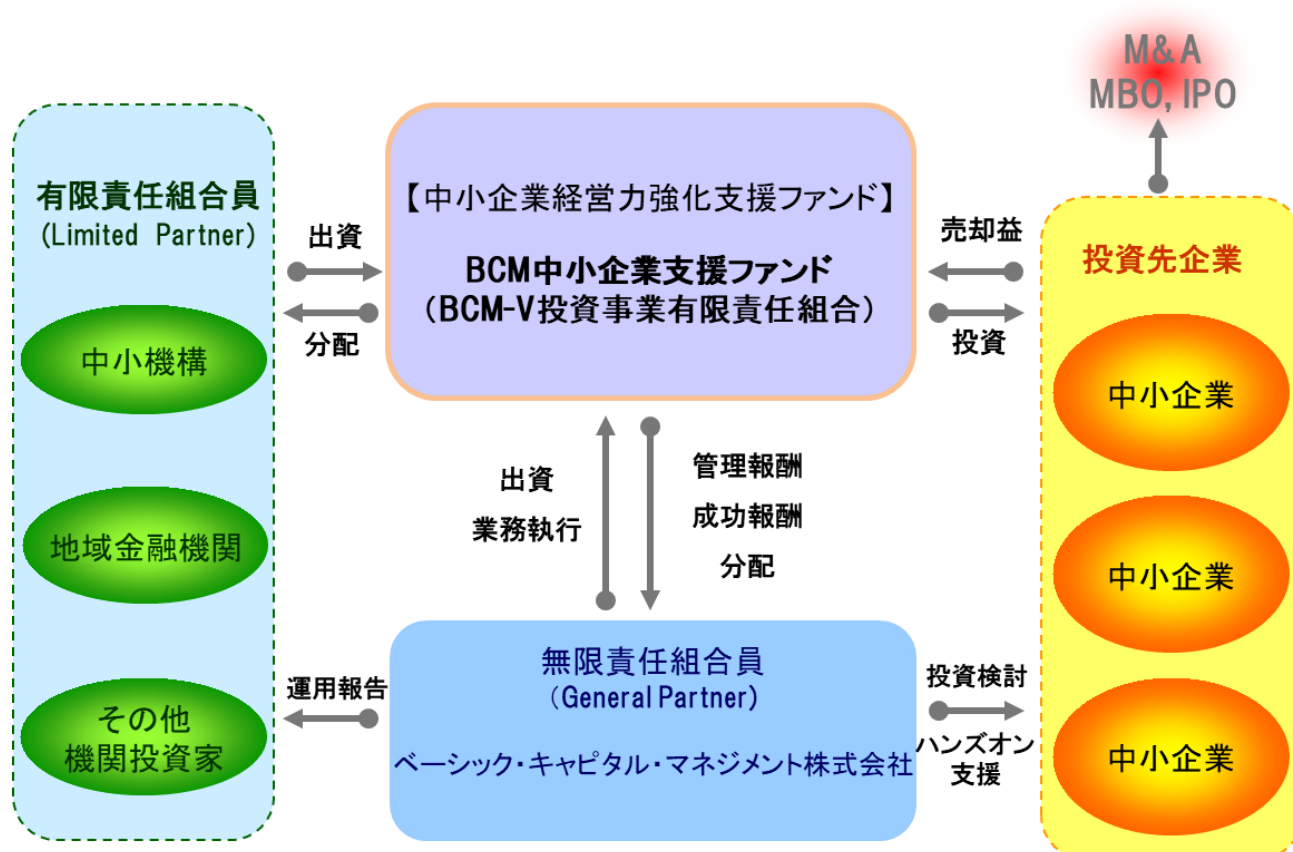 M&A
MBO, IPO
有限責任組合員
(Limited Partner)
中小機構
地域金融機関
その他
機関投資家
出資
分配
【中小企業経営力強化支援ファンド】
BCM中小企業支援ファンド
(BCM-V投資事業有限責任組合)
売却益
投資
投資先企業
中小企業
中小企業
中小企業
出資
業務執行
管理報酬
成功報酬
分配
運用報告
無限責任組合員
(General Partner)
ベーシック・キャピタル・マネジメント株式会社
投資検討
ハンズオン
支援